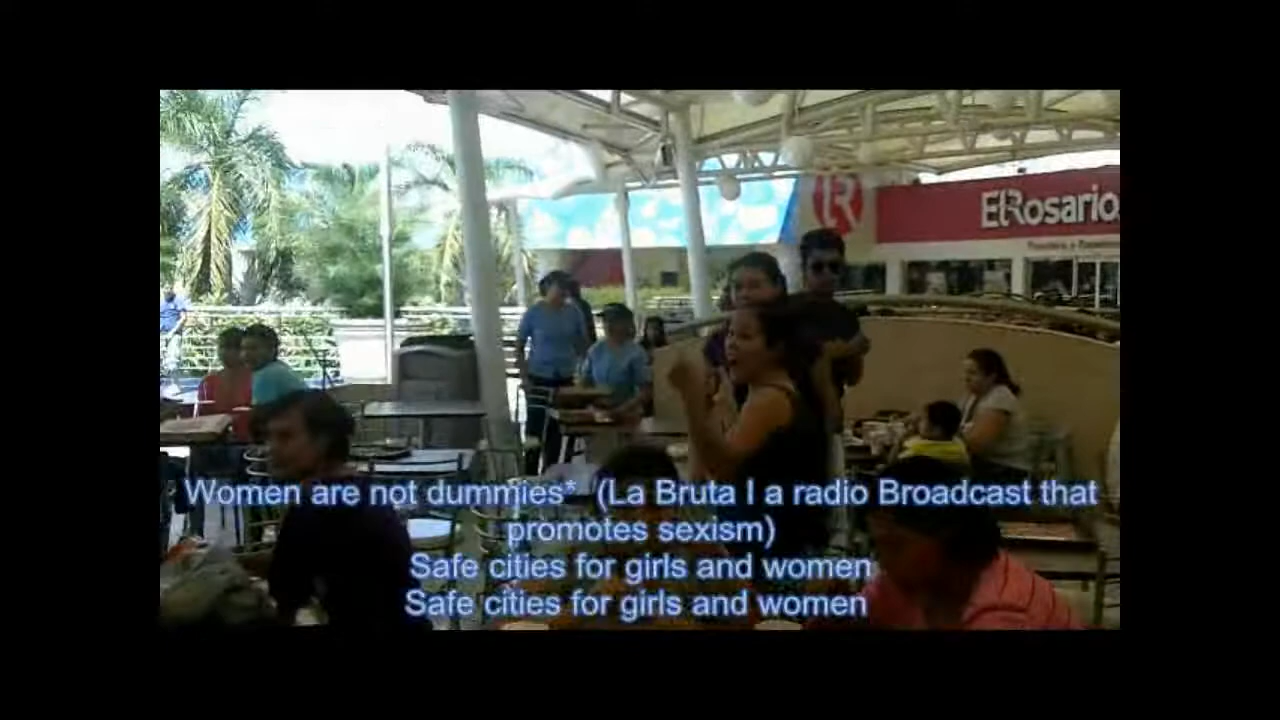 ElRosario
Women are not dummies* (La Bruta I a radio Broadcast that
promotes sexism)
Safe cities for girls and women
Safe cities for girls and women